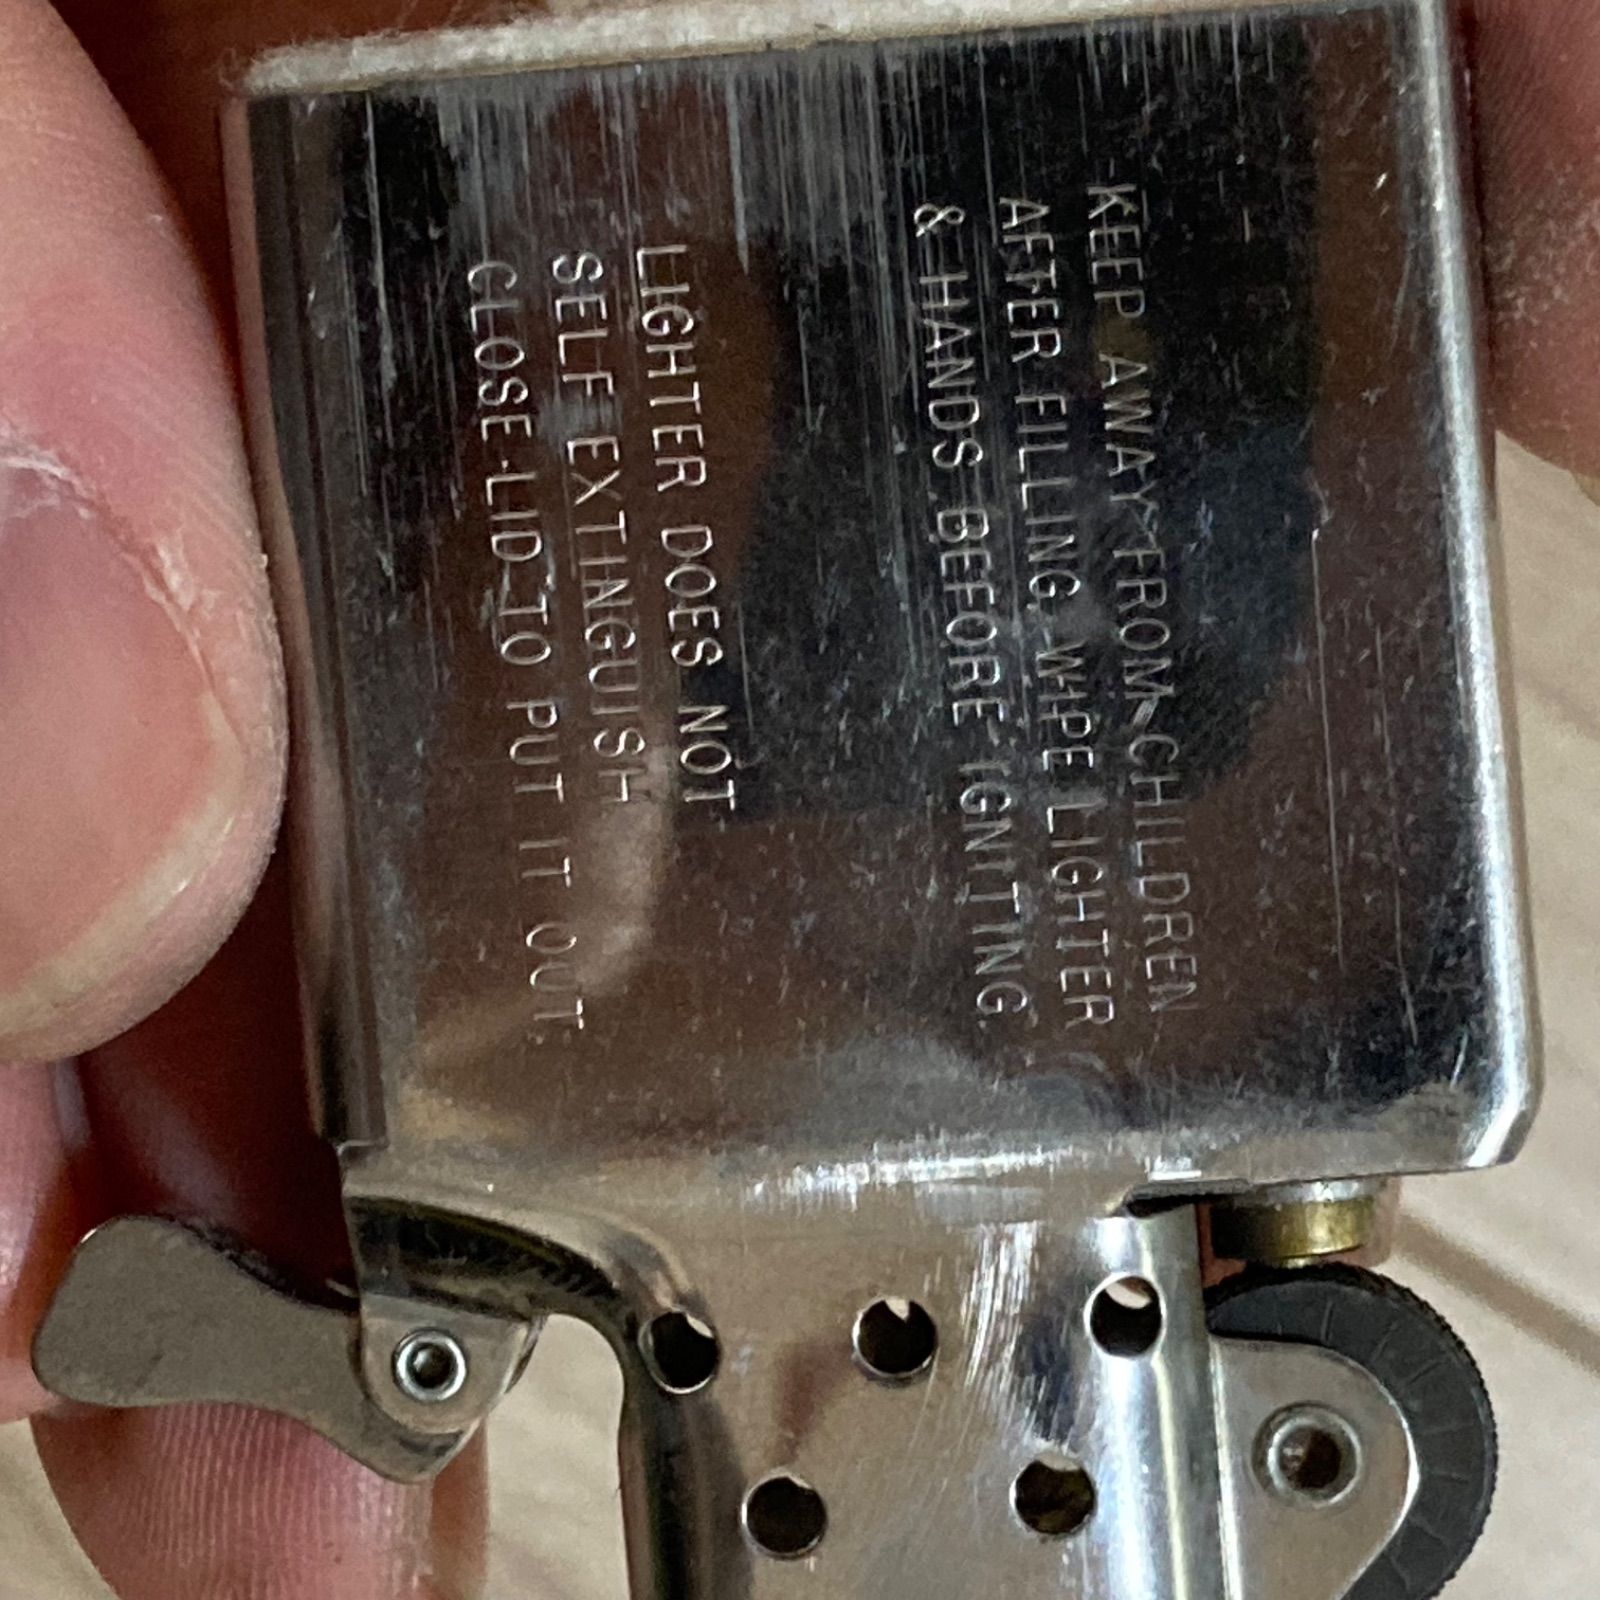 KEEP AWAY FROM CHILDREN
AFTER FILLING, WIPE LIGHTER
& HANDS BEFORE IGNITING
LIGHTER DOES NOT
SELF EXTINGUISH
CLOSE LID TO PUT IT OUT